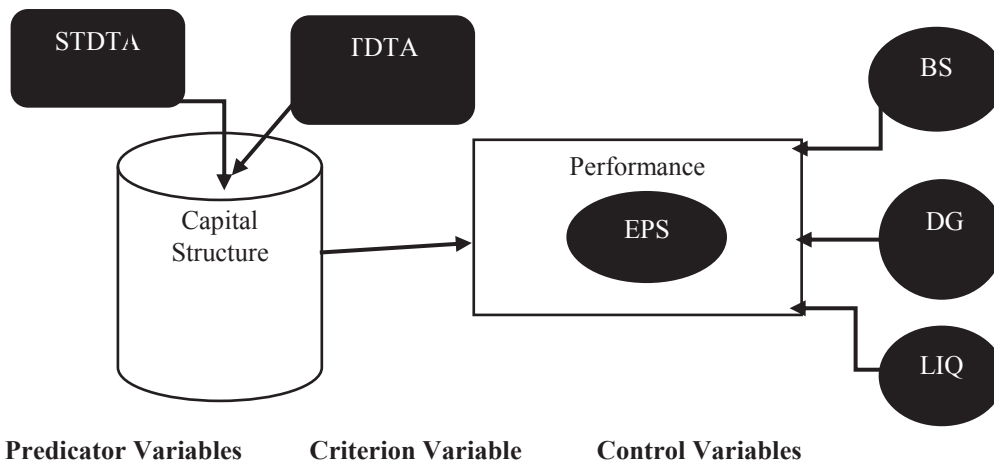 STDTA
TDTA
BS
Performance
Capital
Structure
EPS
DG
LIQ
Predicator Variables Criterion Variable Control Variables